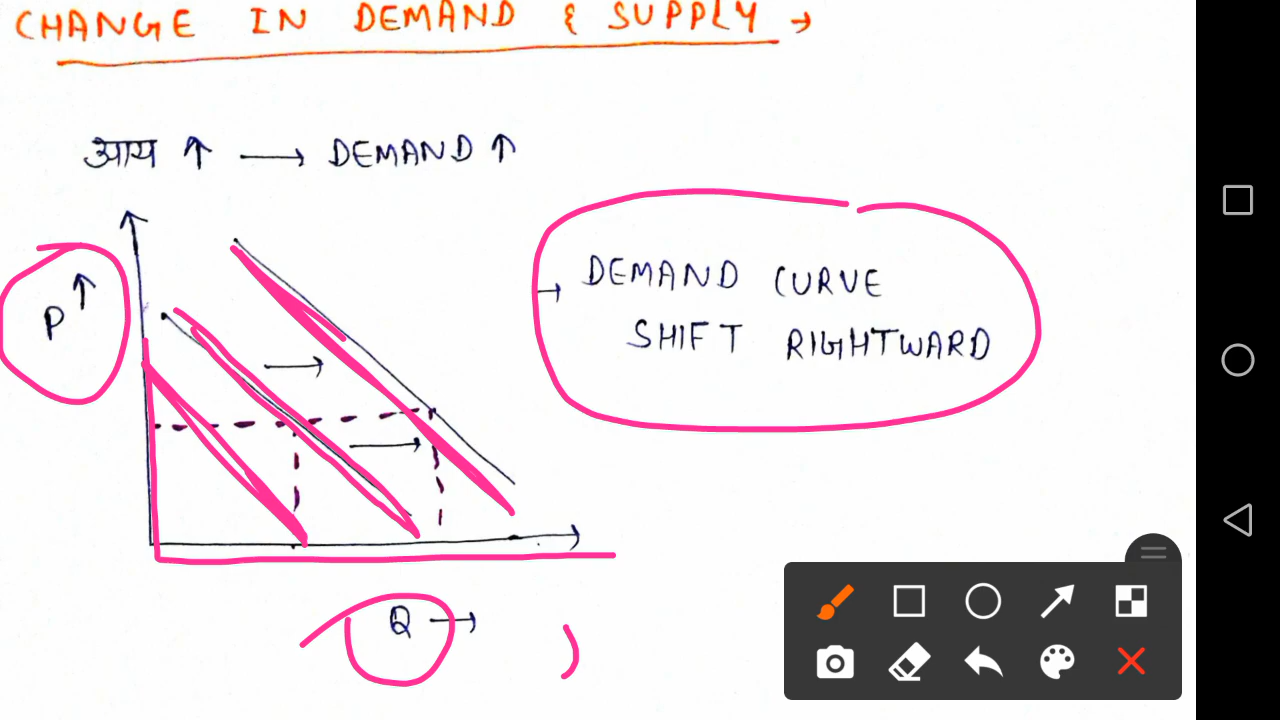 CHANGE IN DEMAND & SUPPLY →
आय ↑ → DEMAND ↑
P ↑
→ DEMAND CURVE
SHIFT RIGHTWARD
Q →